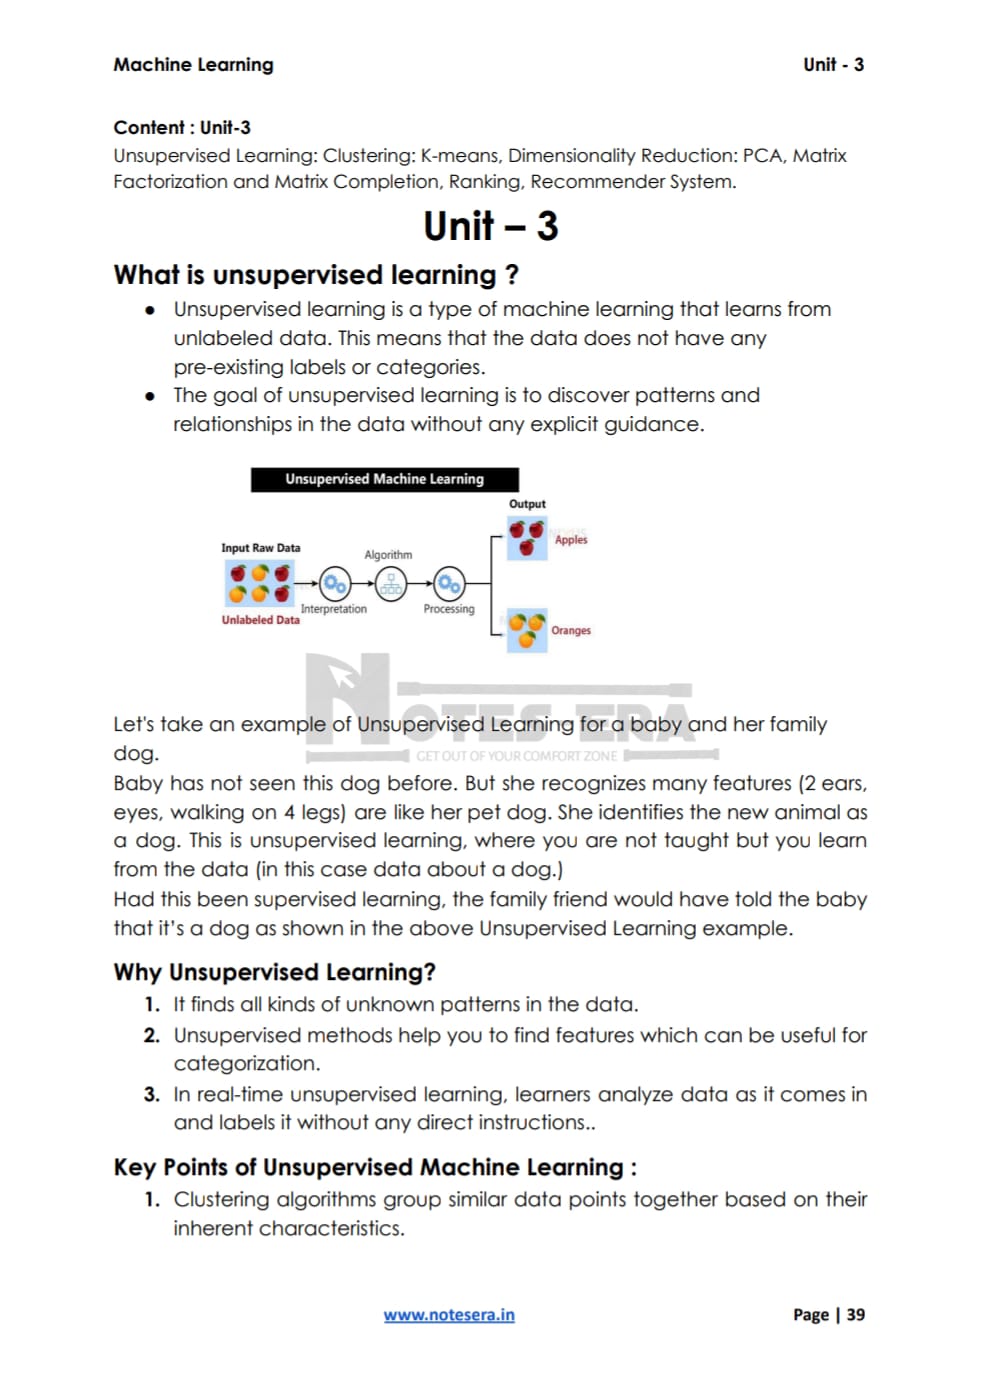 Machine Learning Unit - 3
Content : Unit-3
Unsupervised Learning: Clustering: K-means, Dimensionality Reduction: PCA, Matrix
Factorization and Matrix Completion, Ranking, Recommender System.
Unit – 3
What is unsupervised learning ?
● Unsupervised learning is a type of machine learning that learns from
unlabeled data. This means that the data does not have any
pre-existing labels or categories.
● The goal of unsupervised learning is to discover patterns and
relationships in the data without any explicit guidance.
Unsupervised Machine Learning
Output
Apples
Input Raw Data
Algorithm
Interpretation
Processing
Unlabeled Data
Oranges
NOTES ERA
GET OUT OF YOUR COMFORT ZONE
Let's take an example of Unsupervised Learning for a baby and her family
dog.
Baby has not seen this dog before. But she recognizes many features (2 ears,
eyes, walking on 4 legs) are like her pet dog. She identifies the new animal as
a dog. This is unsupervised learning, where you are not taught but you learn
from the data (in this case data about a dog.)
Had this been supervised learning, the family friend would have told the baby
that it's a dog as shown in the above Unsupervised Learning example.
Why Unsupervised Learning?
1. It finds all kinds of unknown patterns in the data.
2. Unsupervised methods help you to find features which can be useful for
categorization.
3. In real-time unsupervised learning, learners analyze data as it comes in
and labels it without any direct instructions..
Key Points of Unsupervised Machine Learning :
1. Clustering algorithms group similar data points together based on their
inherent characteristics.
www.notesera.in Page | 39